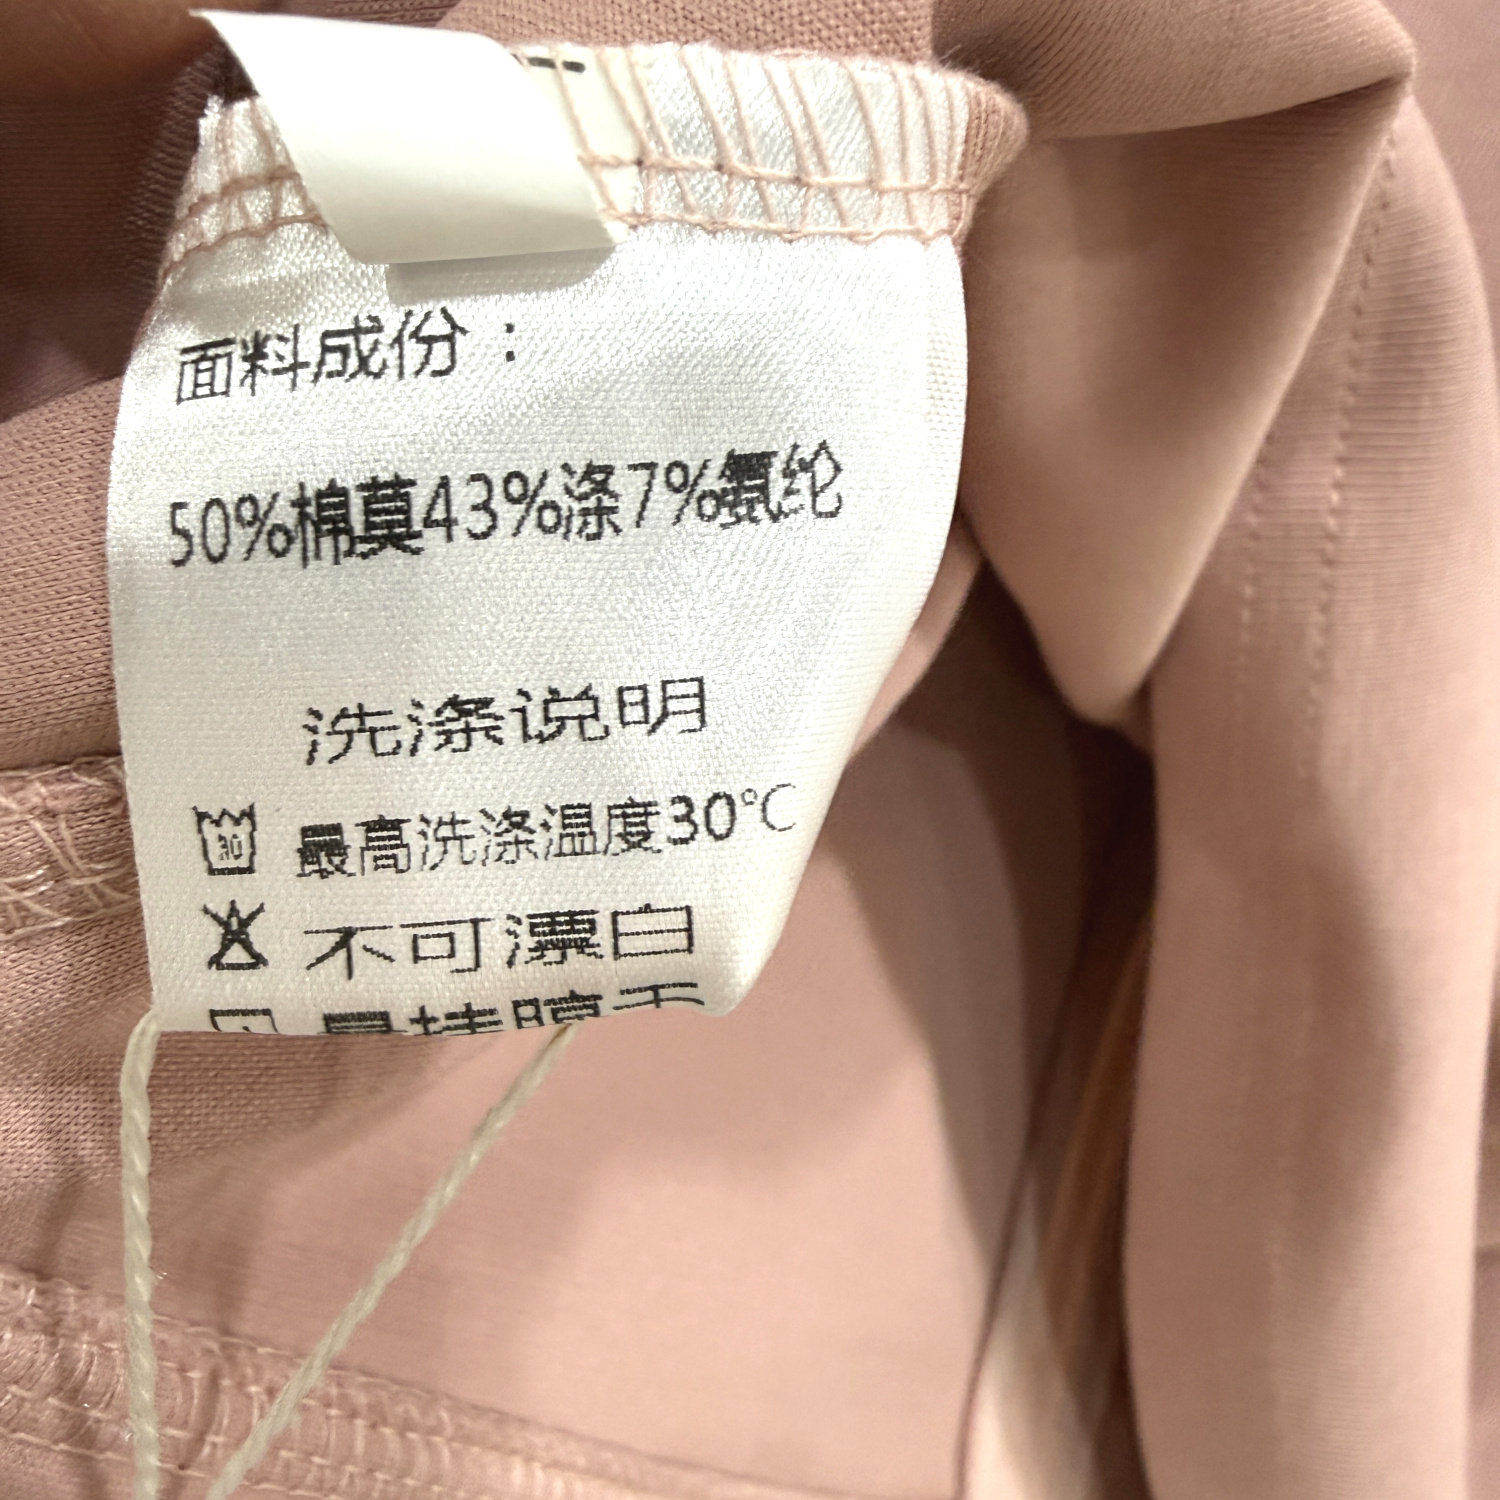 面料成份：
50%棉莫43%涤7%氨纶
洗涤说明
30 最高洗涤温度30℃
不可漂白